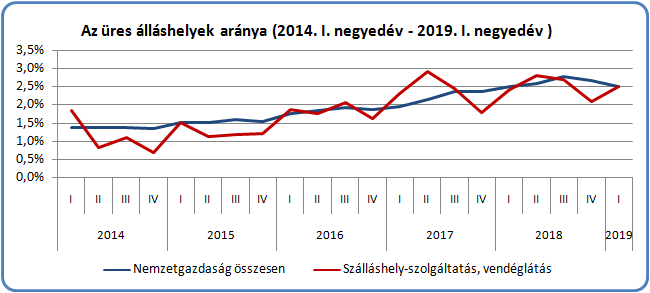 Az üres álláshelyek aránya (2014. I. negyedév - 2019. I. negyedév )
3,5%
3,0%
2,5%
2,0%
1,5%
1,0%
0,5%
0,0%
I II III IV I II III IV I II III IV I II III IV I II III IV I
2014 2015 2016 2017 2018 2019
Nemzetgazdaság összesen Szálláshely-szolgáltatás, vendéglátás